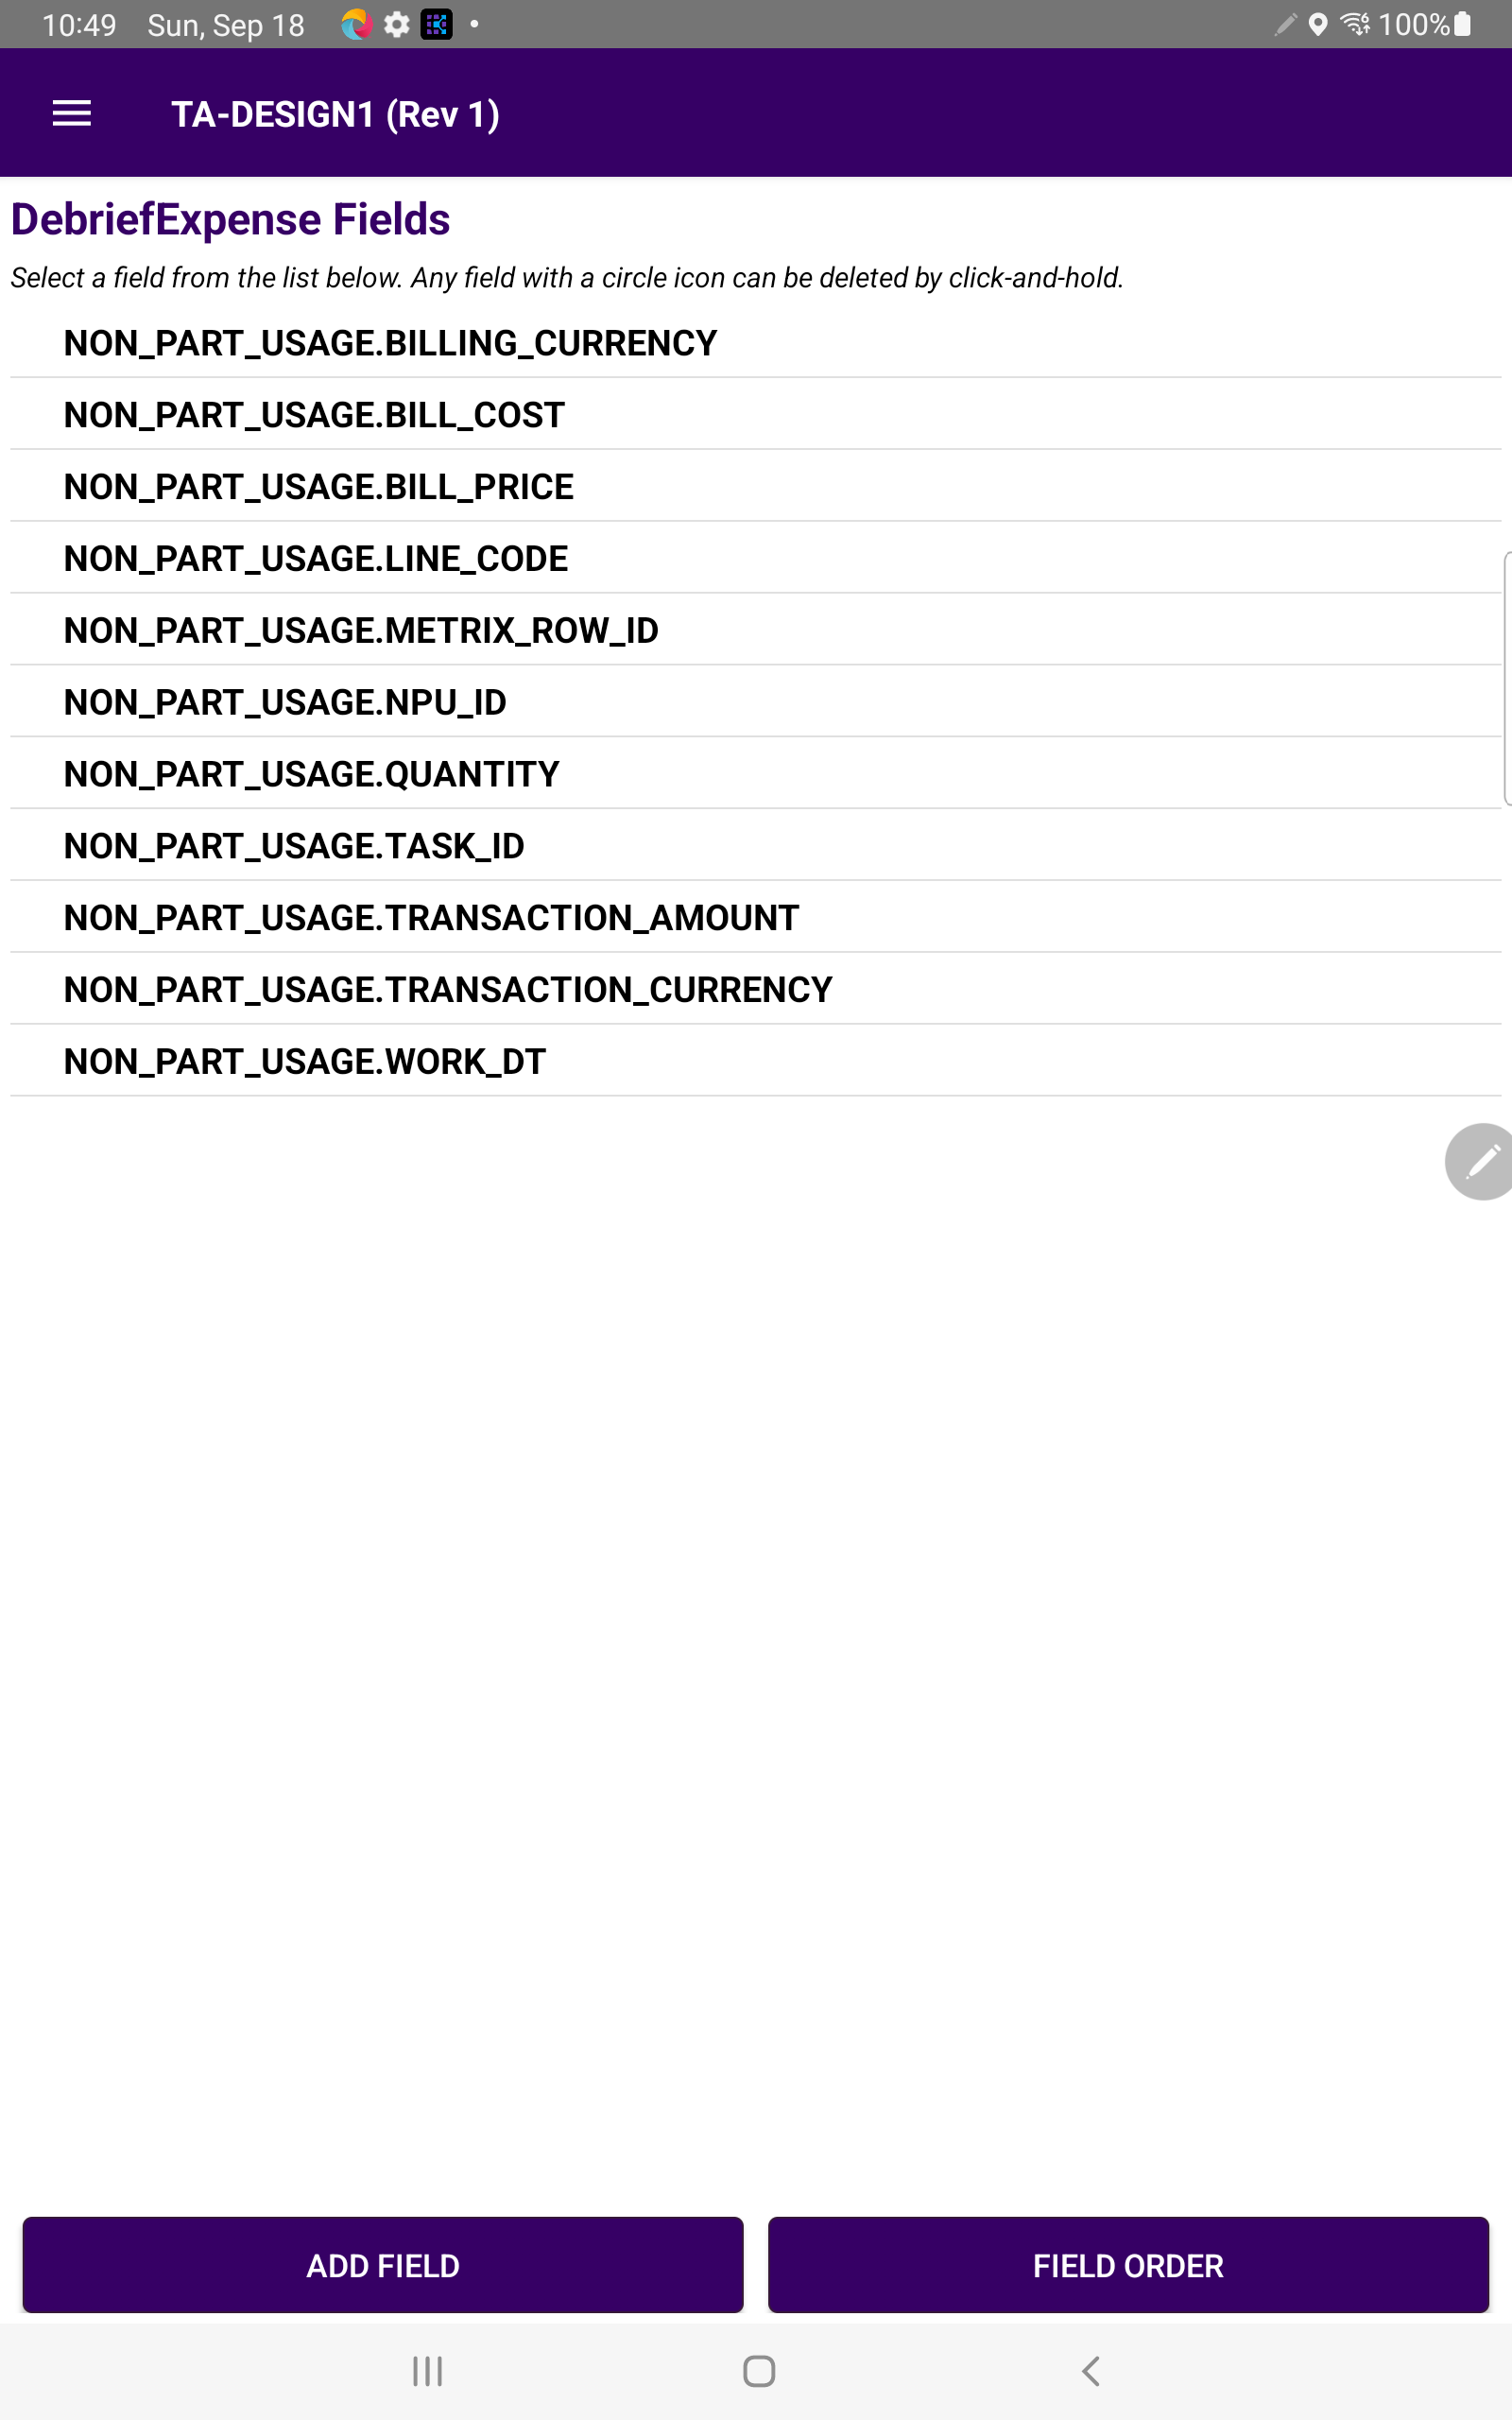 10:49 Sun, Sep 18 100%
TA-DESIGN1 (Rev 1)
DebriefExpense Fields
Select a field from the list below. Any field with a circle icon can be deleted by click-and-hold.
NON_PART_USAGE.BILLING_CURRENCY
NON_PART_USAGE.BILL_COST
NON_PART_USAGE.BILL_PRICE
NON_PART_USAGE.LINE_CODE
NON_PART_USAGE.METRIX_ROW_ID
NON_PART_USAGE.NPU_ID
NON_PART_USAGE.QUANTITY
NON_PART_USAGE.TASK_ID
NON_PART_USAGE.TRANSACTION_AMOUNT
NON_PART_USAGE.TRANSACTION_CURRENCY
NON_PART_USAGE.WORK_DT
ADD FIELD FIELD ORDER